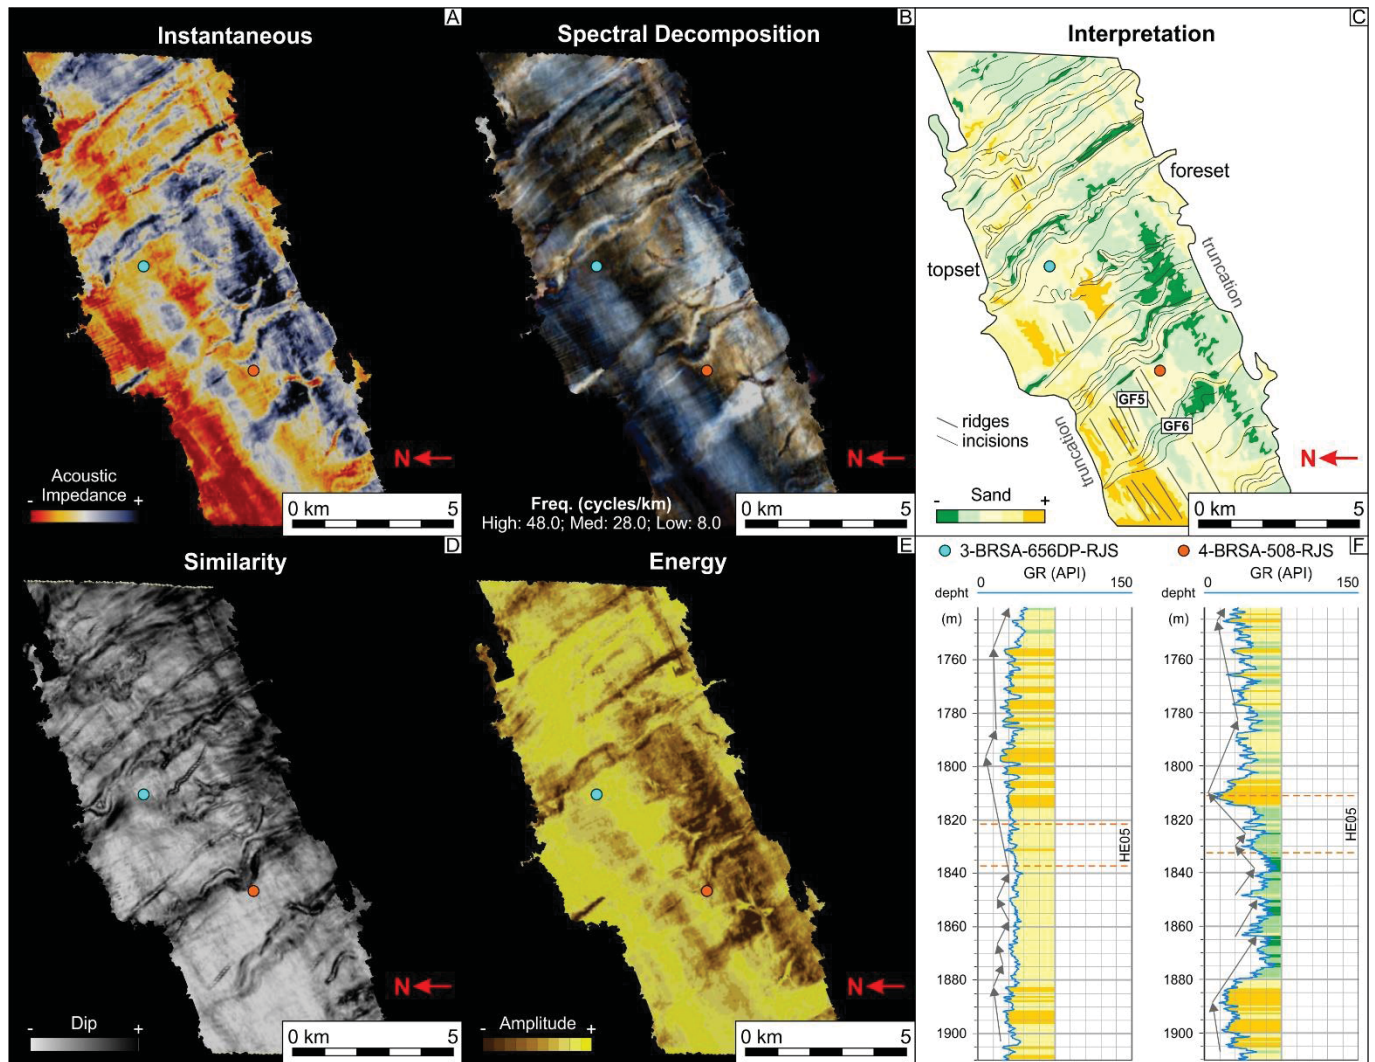 A
Instantaneous
Acoustic
Impedance
- +
N
0 km 5
B
Spectral Decomposition
Freq. (cycles/km)
High: 48.0; Med: 28.0; Low: 8.0
N
0 km 5
C
Interpretation
foreset
truncation
topset
GF5
GF6
ridges
incisions
truncation
N
- Sand +
0 km 5
D
Similarity
- Dip +
N
0 km 5
E
Energy
- Amplitude +
N
0 km 5
F
3-BRSA-656DP-RJS
0 GR (API) 150
depht
(m)
1760
1780
1800
1820
1840
1860
1880
1900
HE05
4-BRSA-508-RJS
0 GR (API) 150
depht
(m)
1760
1780
1800
1820
1840
1860
1880
1900
HE05